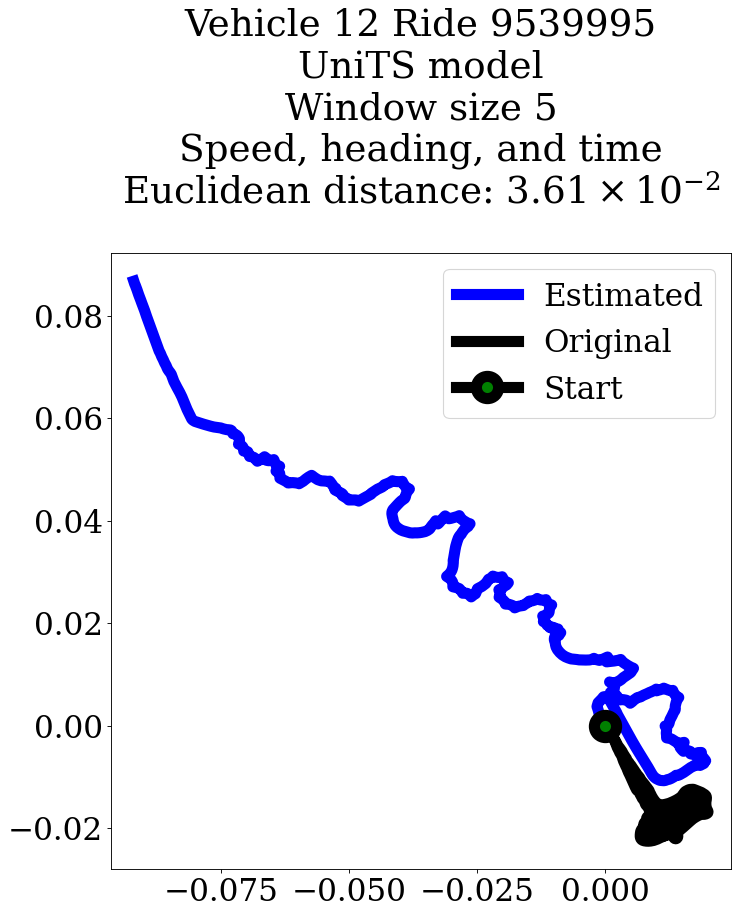 Vehicle 12 Ride 9539995
UniTS model
Window size 5
Speed, heading, and time
Euclidean distance: 3.61 × 10⁻²
Estimated
Original
Start
0.08
0.06
0.04
0.02
0.00
−0.02
−0.075 −0.050 −0.025 0.000